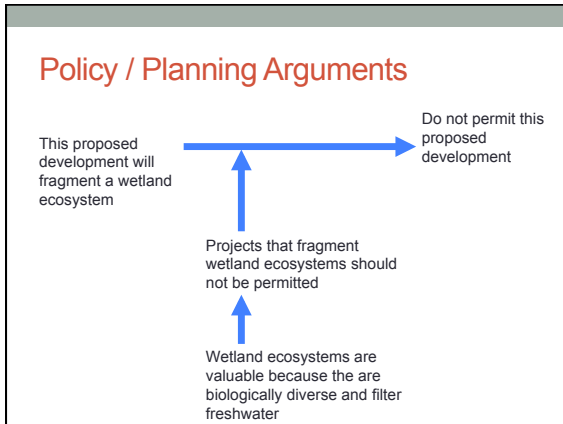 Policy / Planning Arguments
This proposed
development will
fragment a wetland
ecosystem
Do not permit this
proposed
development
Projects that fragment
wetland ecosystems should
not be permitted
Wetland ecosystems are
valuable because the are
biologically diverse and filter
freshwater